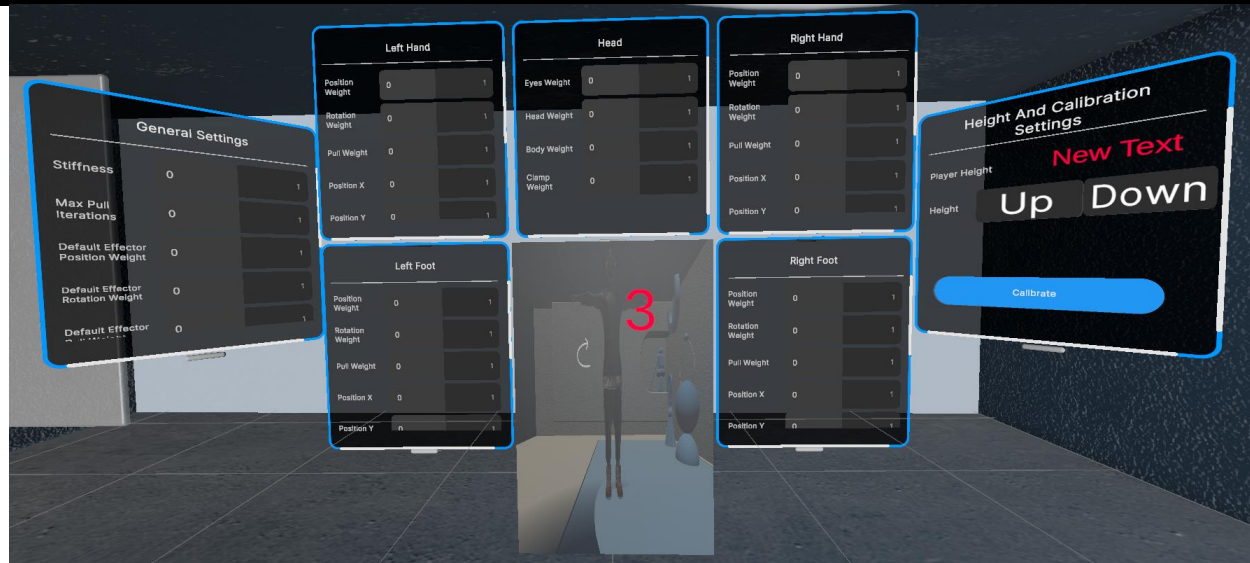 General Settings
Stiffness 0 1
Max Pull
Iterations 0 1
Default Effector
Position Weight 0 1
Default Effector
Rotation Weight 0 1
Default Effector 0 1
Left Hand
Position
Weight 0 1
Rotation
Weight 0 1
Pull Weight 0 1
Position X 0 1
Position Y 0 1
Head
Eyes Weight 0 1
Head Weight 0 1
Body Weight 0 1
Clamp
Weight 0 1
Right Hand
Position
Weight 0 1
Rotation
Weight 0 1
Pull Weight 0 1
Position X 0 1
Position Y 0 1
Height And Calibration
Settings
Player Height New Text
Height Up Down
Calibrate
Left Foot
Position
Weight 0 1
Rotation
Weight 0 1
Pull Weight 0 1
Position X 0 1
Position Y 0 1
3
Right Foot
Position
Weight 0 1
Rotation
Weight 0 1
Pull Weight 0 1
Position X 0 1
Position Y 0 1